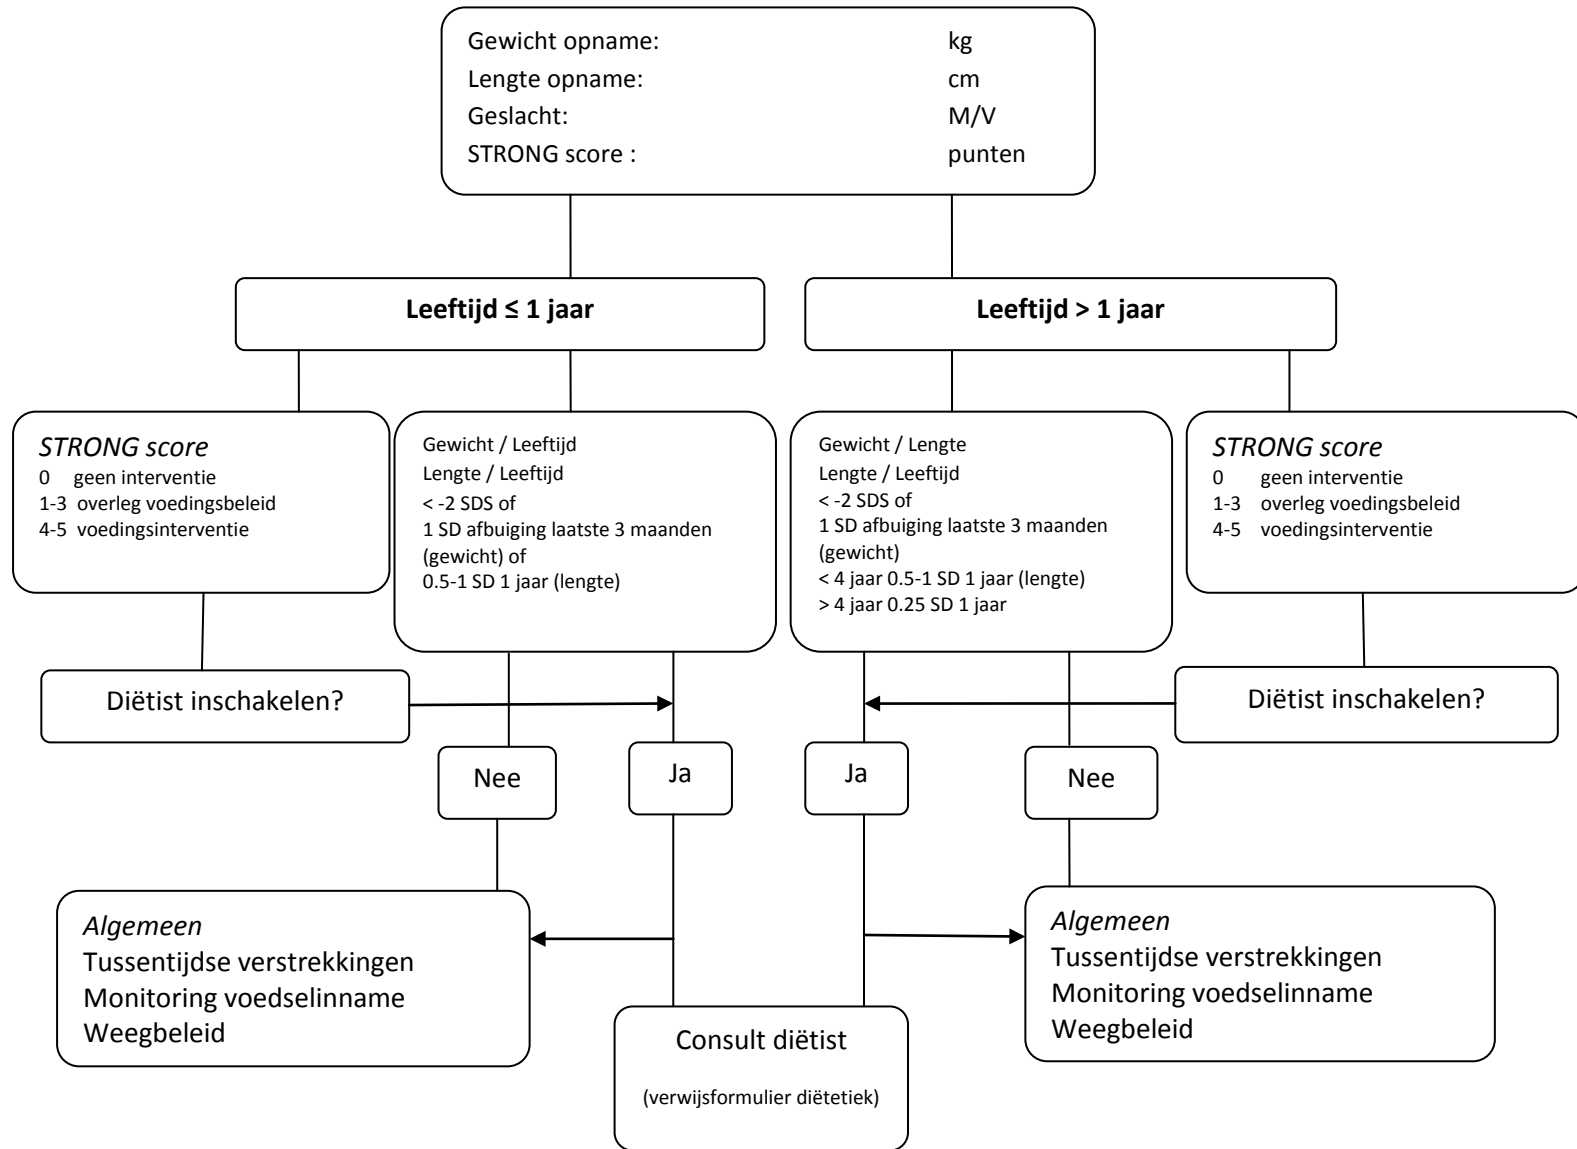 Gewicht opname: kg
Lengte opname: cm
Geslacht: M/V
STRONG score : punten
Leeftijd ≤ 1 jaar
Leeftijd > 1 jaar
STRONG score
0 geen interventie
1-3 overleg voedingsbeleid
4-5 voedingsinterventie
Gewicht / Leeftijd
Lengte / Leeftijd
< -2 SDS of
1 SD afbuiging laatste 3 maanden
(gewicht) of
0.5-1 SD 1 jaar (lengte)
Gewicht / Lengte
Lengte / Leeftijd
< -2 SDS of
1 SD afbuiging laatste 3 maanden
(gewicht)
< 4 jaar 0.5-1 SD 1 jaar (lengte)
> 4 jaar 0.25 SD 1 jaar
STRONG score
0 geen interventie
1-3 overleg voedingsbeleid
4-5 voedingsinterventie
Diëtist inschakelen?
Diëtist inschakelen?
Nee
Ja
Ja
Nee
Algemeen
Tussentijdse verstrekkingen
Monitoring voedselinname
Weegbeleid
Consult diëtist
(verwijsformulier diëtetiek)
Algemeen
Tussentijdse verstrekkingen
Monitoring voedselinname
Weegbeleid